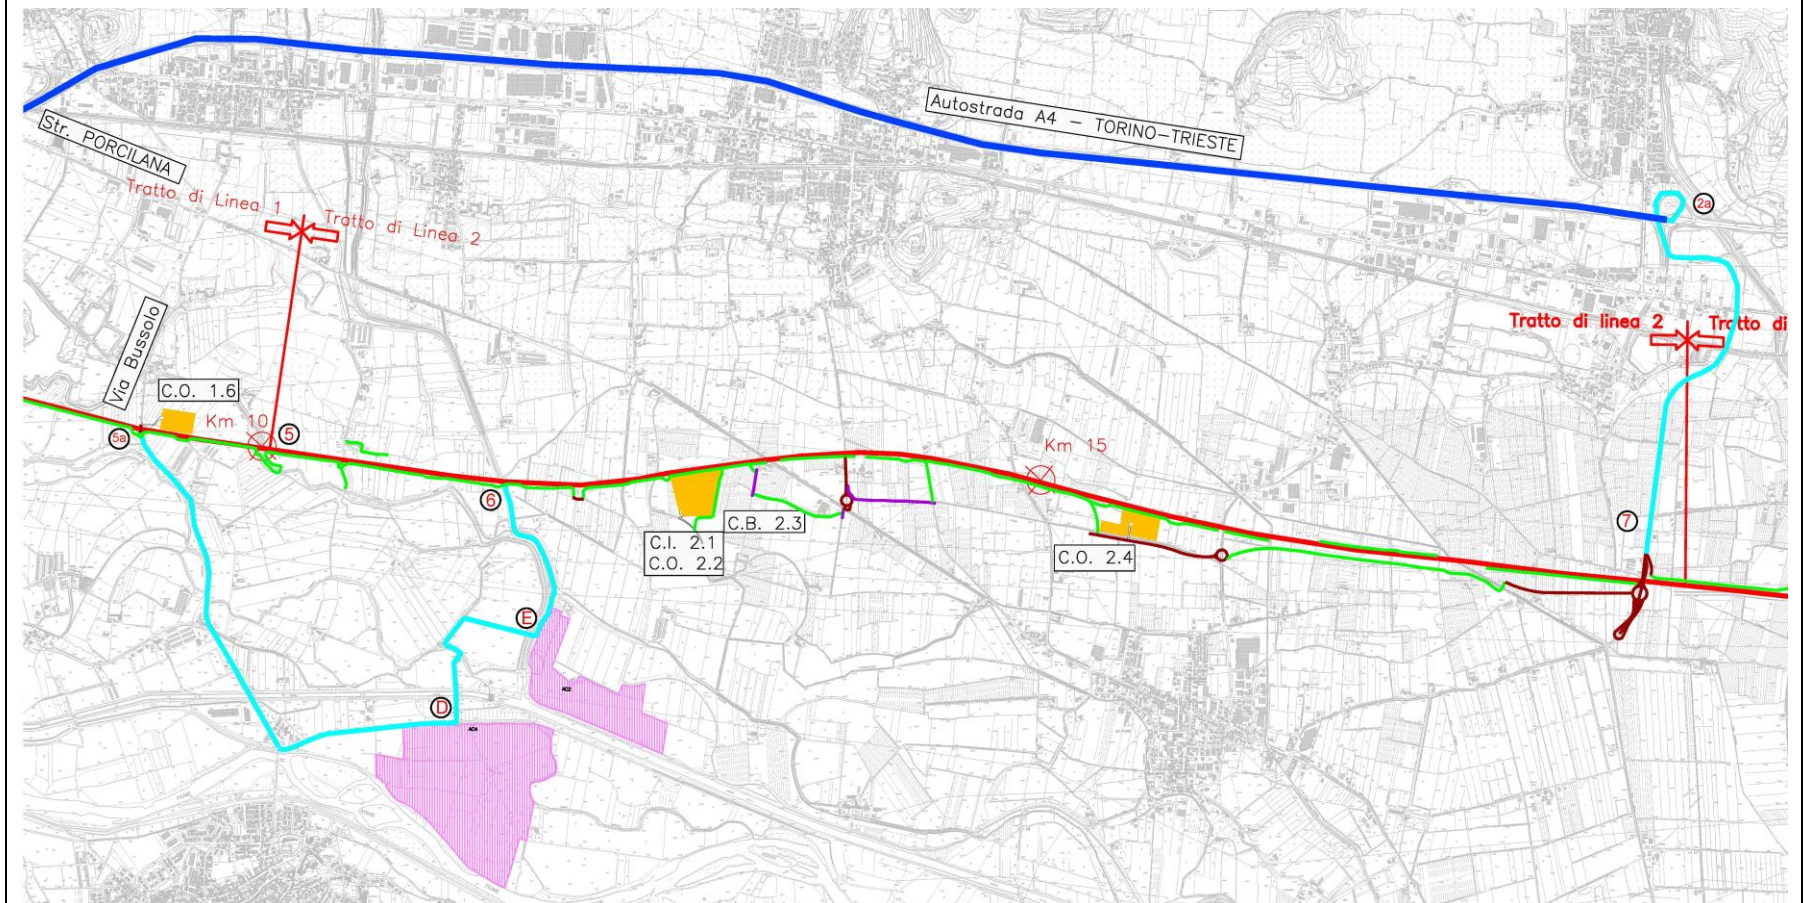 Autostrada A4 – TORINO–TRIESTE
Str. PORCILANA
Tratto di Linea 1
Tratto di Linea 2
2a
Via Bussolo
Tratto di linea 2
Tratto di
C.O. 1.6
Km 10
5
5a
Km 15
6
7
C.B. 2.3
C.I. 2.1
C.O. 2.2
C.O. 2.4
E
D